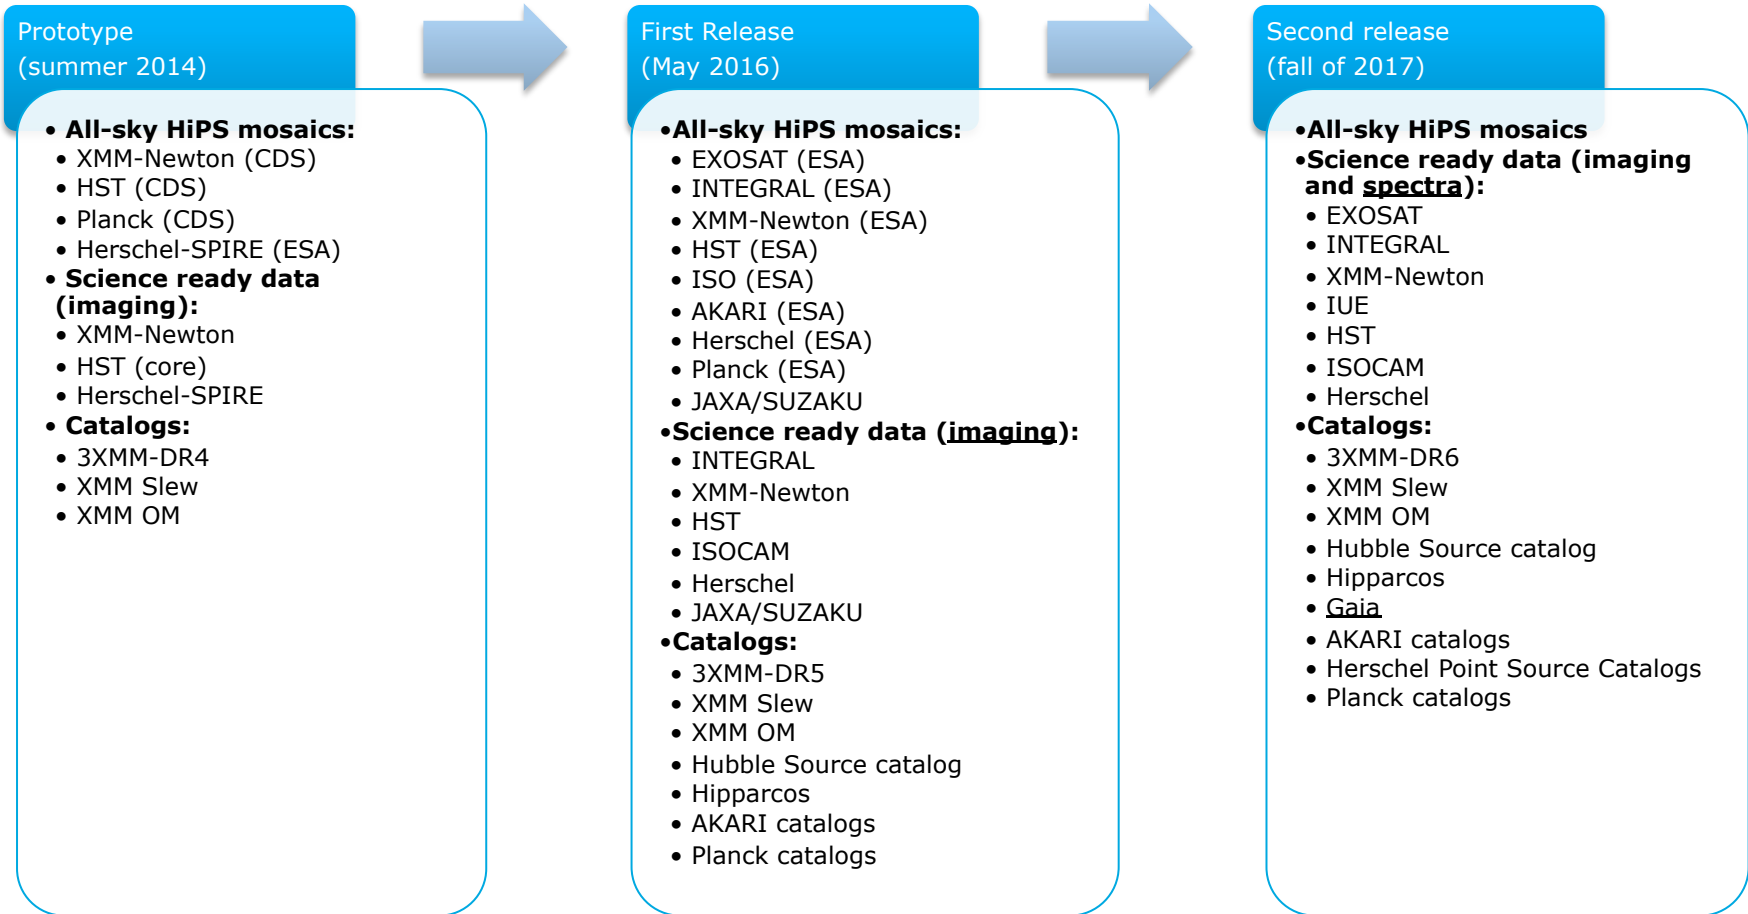 Prototype
(summer 2014)
• All-sky HiPS mosaics:
• XMM-Newton (CDS)
• HST (CDS)
• Planck (CDS)
• Herschel-SPIRE (ESA)
• Science ready data
(imaging):
• XMM-Newton
• HST (core)
• Herschel-SPIRE
• Catalogs:
• 3XMM-DR4
• XMM Slew
• XMM OM
First Release
(May 2016)
•All-sky HiPS mosaics:
• EXOSAT (ESA)
• INTEGRAL (ESA)
• XMM-Newton (ESA)
• HST (ESA)
• ISO (ESA)
• AKARI (ESA)
• Herschel (ESA)
• Planck (ESA)
• JAXA/SUZAKU
•Science ready data (imaging):
• INTEGRAL
• XMM-Newton
• HST
• ISOCAM
• Herschel
• JAXA/SUZAKU
•Catalogs:
• 3XMM-DR5
• XMM Slew
• XMM OM
• Hubble Source catalog
• Hipparcos
• AKARI catalogs
• Planck catalogs
Second release
(fall of 2017)
•All-sky HiPS mosaics
•Science ready data (imaging
and spectra):
• EXOSAT
• INTEGRAL
• XMM-Newton
• IUE
• HST
• ISOCAM
• Herschel
•Catalogs:
• 3XMM-DR6
• XMM Slew
• XMM OM
• Hubble Source catalog
• Hipparcos
• Gaia
• AKARI catalogs
• Herschel Point Source Catalogs
• Planck catalogs